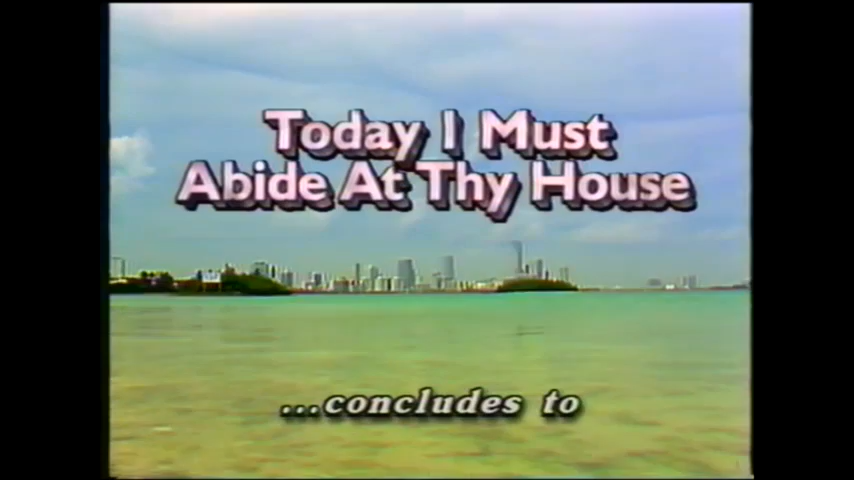 Today I Must
Abide At Thy House
...concludes to